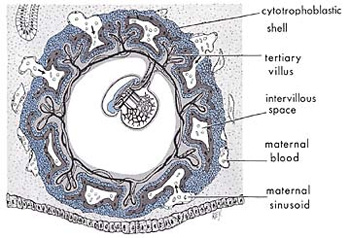 cytotrophoblastic
shell
tertiary
villus
intervillous
space
maternal
blood
maternal
sinusoid